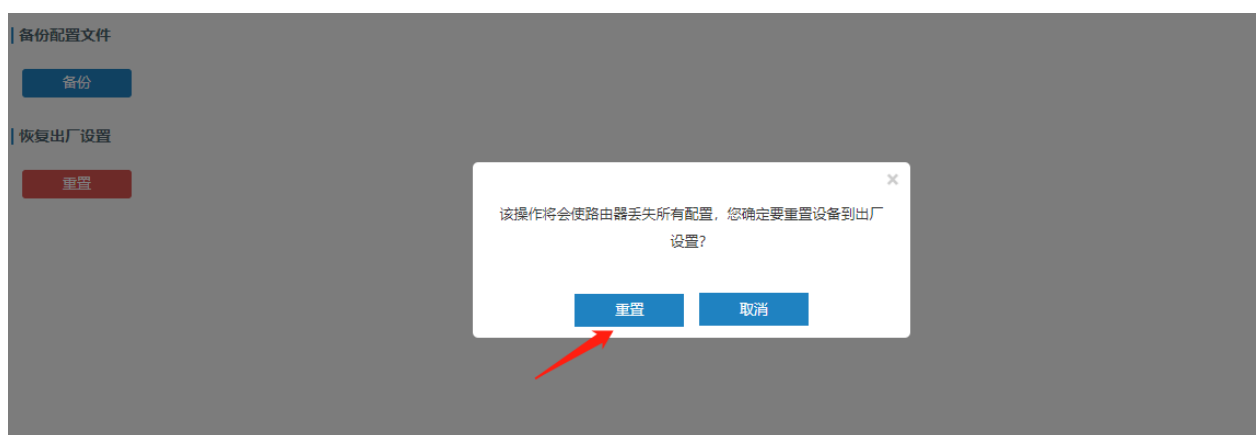 备份配置文件
备份
恢复出厂设置
重置
×
该操作将会使路由器丢失所有配置，您确定要重置设备到出厂
设置?
重置 取消